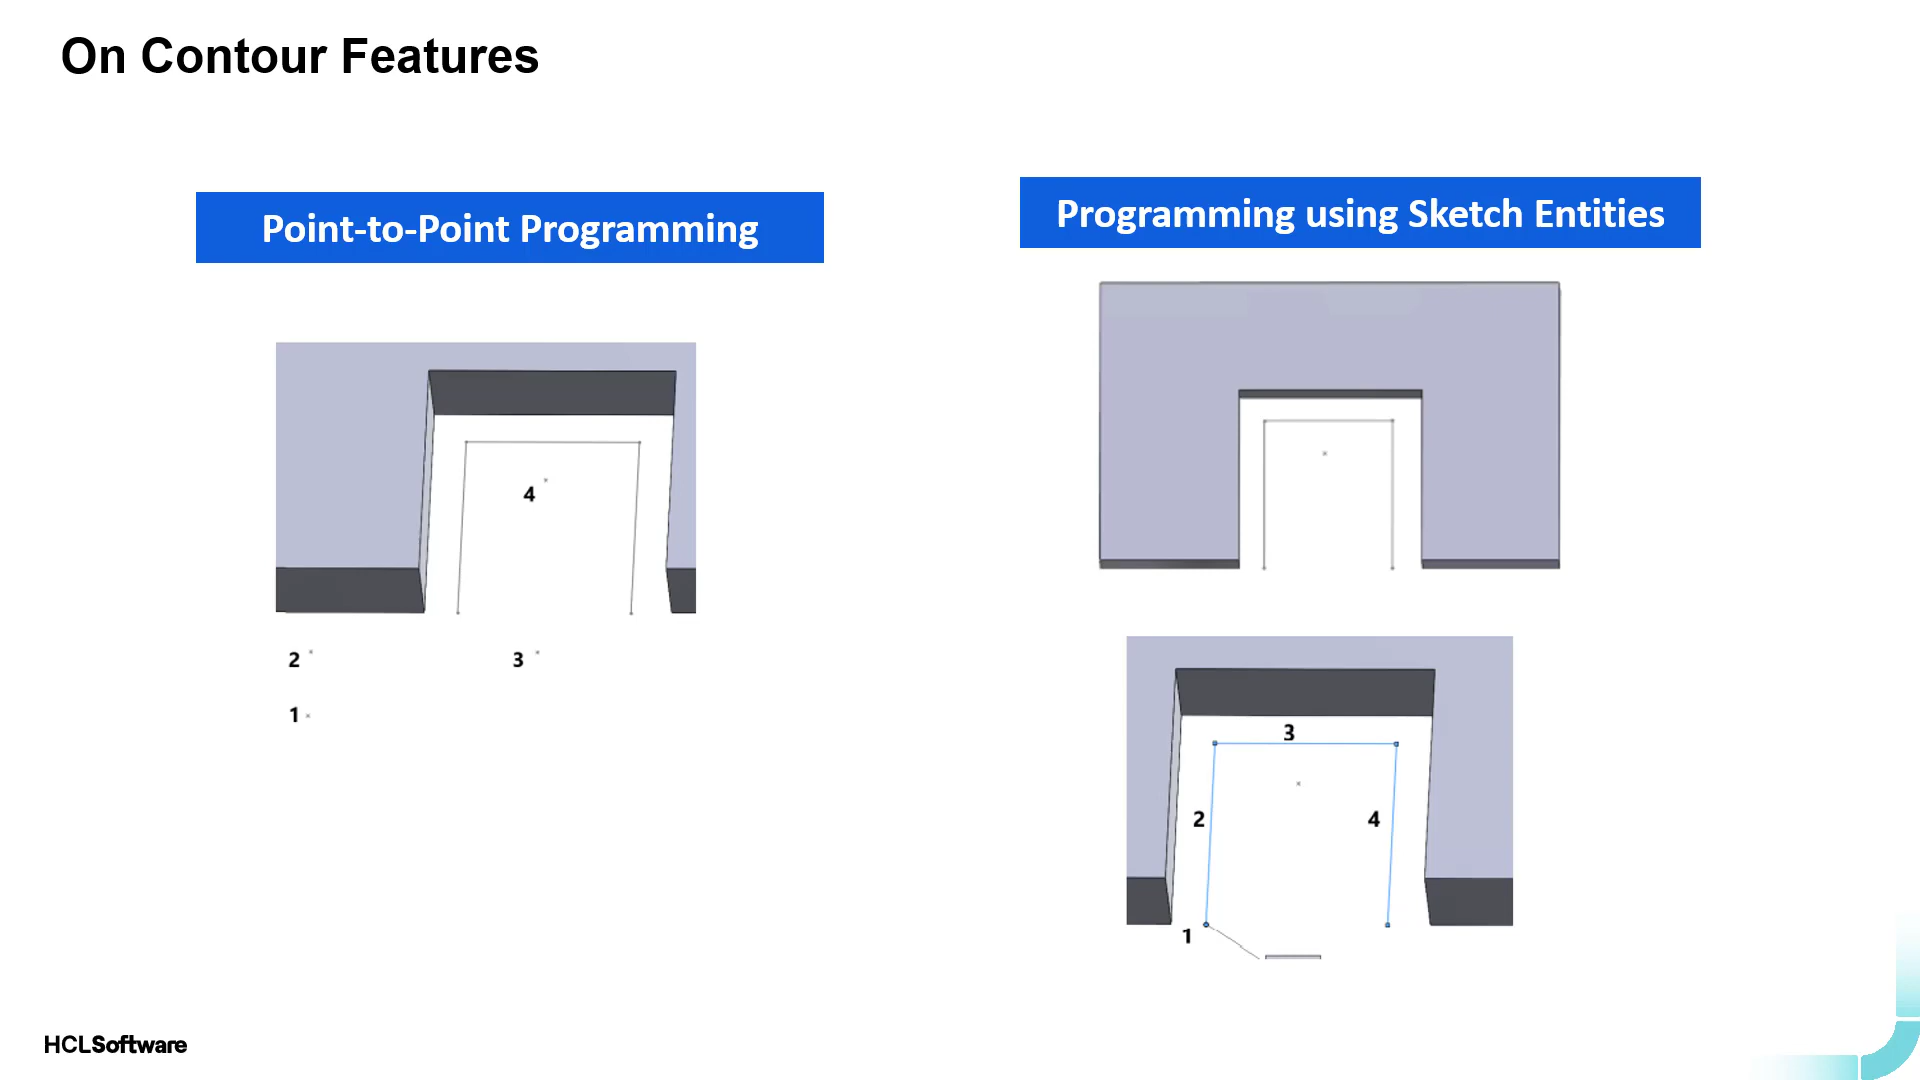 On Contour Features
Point-to-Point Programming
4
2
3
1
Programming using Sketch Entities
3
2
4
1
HCLSoftware